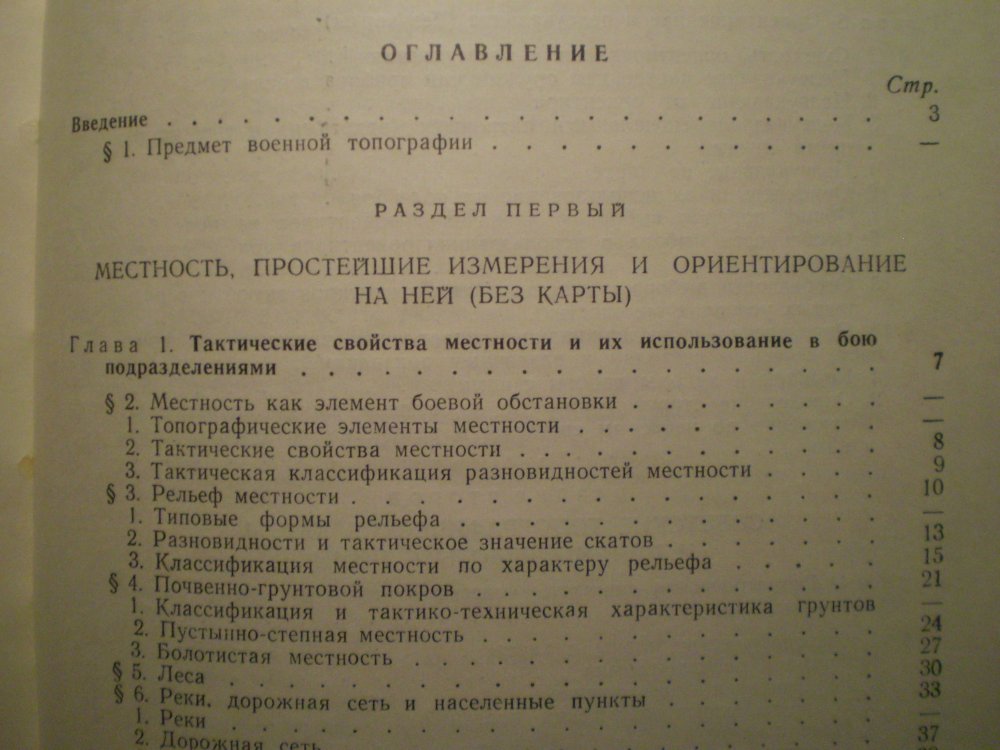 ОГЛАВЛЕНИЕ
Стр.
Введение . . . . . . . . . . . . . . . . . . . . 3
§ 1. Предмет военной топографии . . . . . . . . . . . . —
РАЗДЕЛ ПЕРВЫЙ
МЕСТНОСТЬ, ПРОСТЕЙШИЕ ИЗМЕРЕНИЯ И ОРИЕНТИРОВАНИЕ
НА НЕЙ (БЕЗ КАРТЫ)
Глава 1. Тактические свойства местности и их использование в бою
подразделениями . . . . . . . . . . . . . . . . 7
§ 2. Местность как элемент боевой обстановки . . . . . . . —
1. Топографические элементы местности . . . . . . . . . —
2. Тактические свойства местности . . . . . . . . . . . 8
3. Тактическая классификация разновидностей местности . . . . 9
§ 3. Рельеф местности . . . . . . . . . . . . . . . 10
1. Типовые формы рельефа . . . . . . . . . . . . . —
2. Разновидности и тактическое значение скатов . . . . . . 13
3. Классификация местности по характеру рельефа . . . . . 15
§ 4. Почвенно-грунтовой покров . . . . . . . . . . . . 21
1. Классификация и тактико-техническая характеристика грунтов —
2. Пустынно-степная местность . . . . . . . . . . . . 24
3. Болотистая местность . . . . . . . . . . . . . . 27
§ 5. Леса . . . . . . . . . . . . . . . . . . . 30
§ 6. Реки, дорожная сеть и населенные пункты . . . . . . . 33
1. Реки . . . . . . . . . . . . . . . . . . . —
2. Дорожная сеть . . . . . . . . . . . . . . . . 37